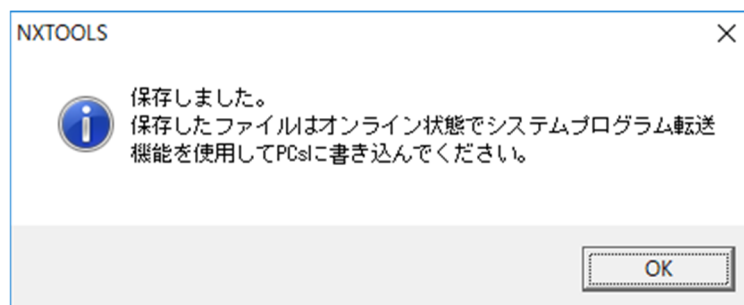 NXTOOLS
保存しました。
保存したファイルはオンライン状態でシステムプログラム転送
機能を使用してPCsに書き込んでください。
OK